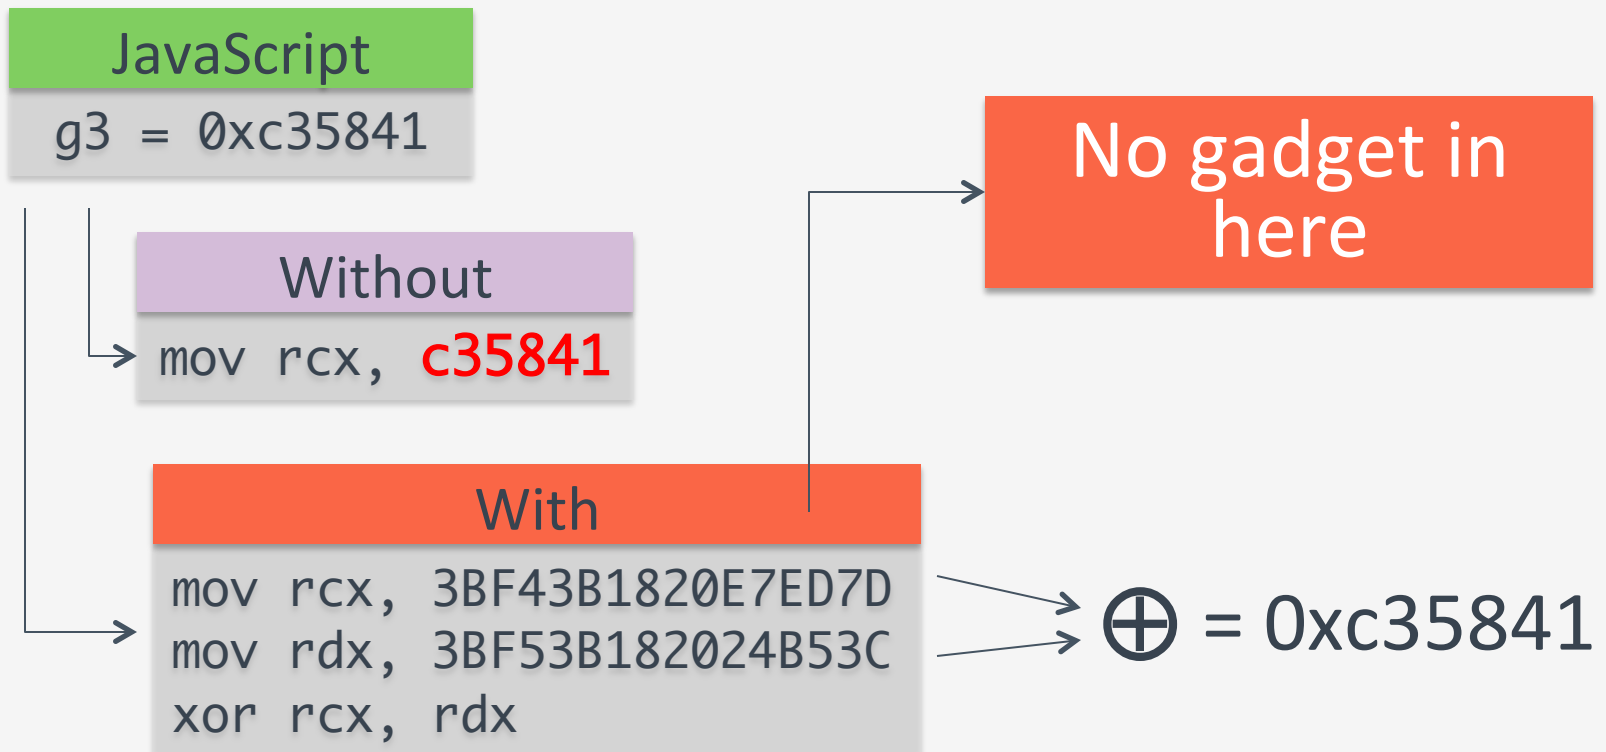 JavaScript
g3 = 0xc35841
No gadget in
here
Without
mov rcx, c35841
With
mov rcx, 3BF43B1820E7ED7D
mov rdx, 3BF53B182024B53C
xor rcx, rdx
⊕ = 0xc35841